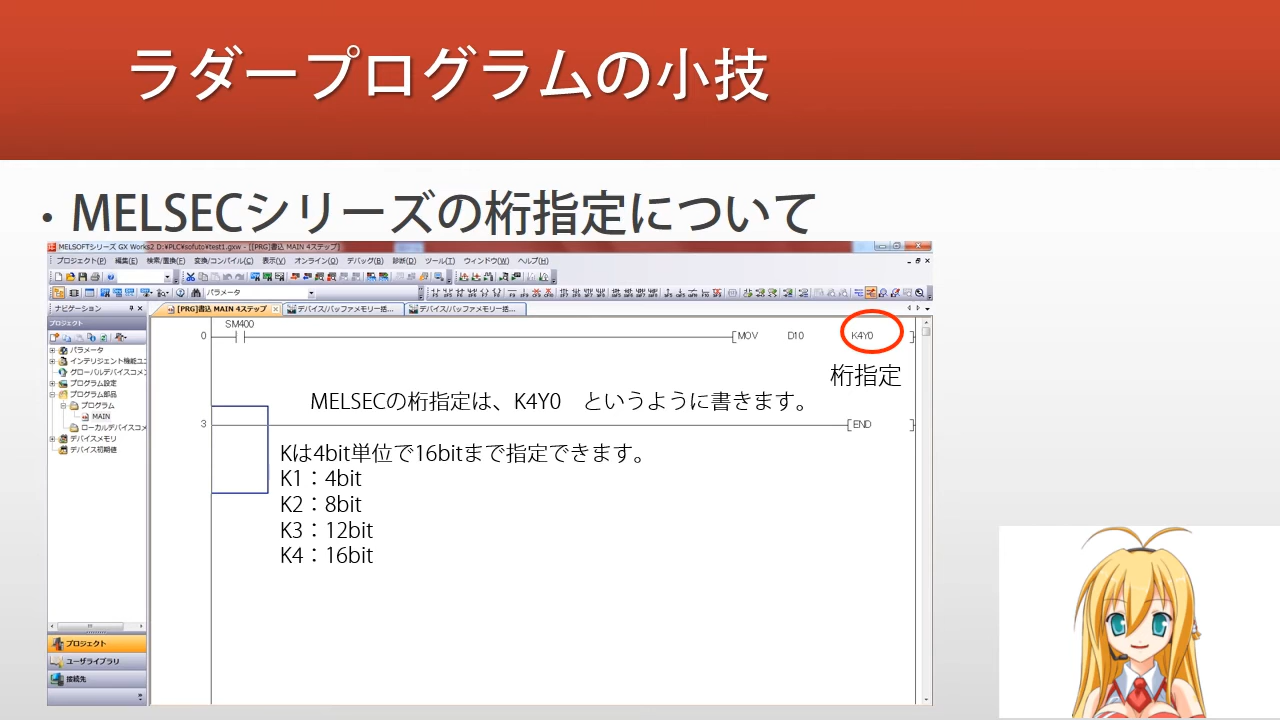 ラダープログラムの小技
• MELSECシリーズの桁指定について
MELSOFTシリーズ GX Works2 D:¥PLC¥sofuto¥test1.gxw - [[PRG]書込 MAIN 4ステップ]
プロジェクト(P) 編集(E) 検索/置換(F) 変換/コンパイル(C) 表示(V) オンライン(O) デバッグ(B) 診断(D) ツール(T) ウィンドウ(W) ヘルプ(H)
パラメータ
ナビゲーション
[PRG]書込 MAIN 4ステップ デバイス/バッファメモリ一括... デバイス/バッファメモリ一括...
プロジェクト
パラメータ
インテリジェント機能ユニ
グローバルデバイスコメン
プログラム設定
プログラム部品
プログラム
MAIN
ローカルデバイスコメ
デバイスメモリ
デバイス初期値
プロジェクト
ユーザライブラリ
接続先
SM400
0 [MOV D10 K4Y0 ]
桁指定
MELSECの桁指定は、K4Y0 というように書きます。
3 [END ]
Kは4bit単位で16bitまで指定できます。
K1：4bit
K2：8bit
K3：12bit
K4：16bit